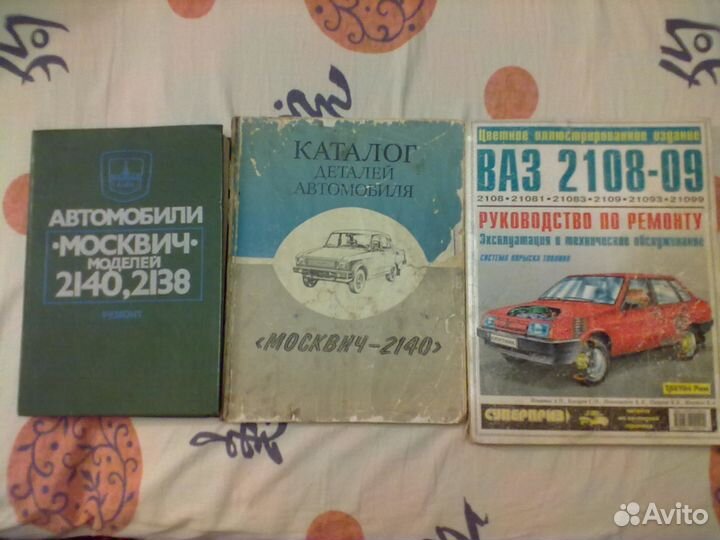 АВТОМОБИЛИ
·МОСКВИЧ·
МОДЕЛЕЙ
2140,2138
РЕМОНТ
КАТАЛОГ
ДЕТАЛЕЙ
АВТОМОБИЛЯ
«МОСКВИЧ–2140»
Цветное иллюстрированное издание
ВАЗ 2108-09
2108•21081•21083•2109•21093•21099
РУКОВОДСТВО ПО РЕМОНТУ
Эксплуатация и техническое обслуживание
СИСТЕМА ВПРЫСКА ТОПЛИВА
СУПЕРПРИЗ
Avito